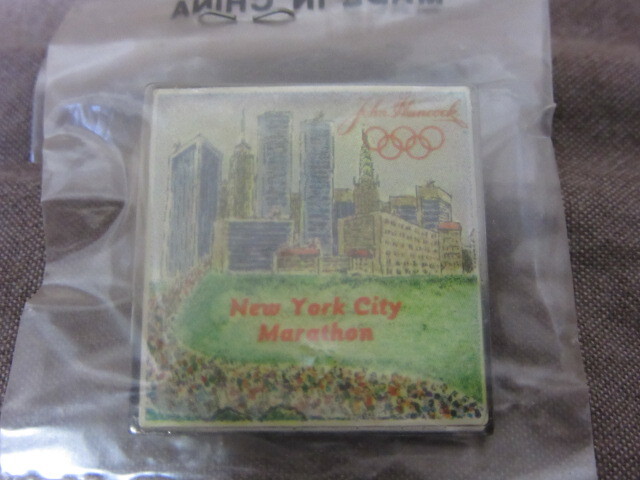 MADE IN CHINA
John Hancock
New York City
Marathon